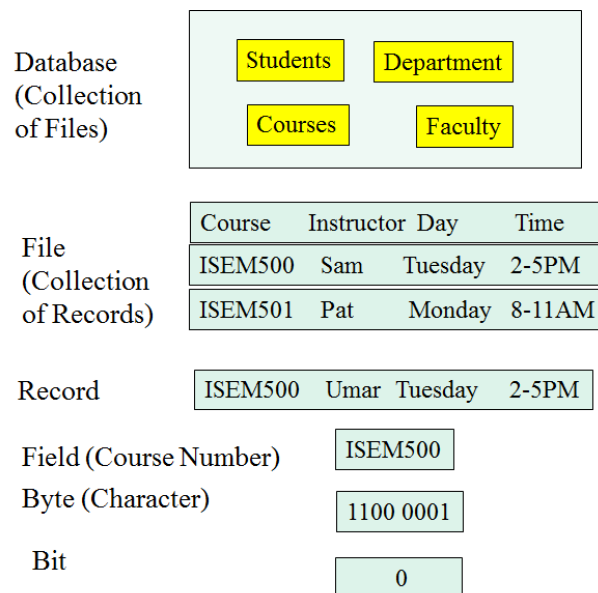 Database
(Collection
of Files)
Students Department
Courses Faculty
File
(Collection
of Records)
Course Instructor Day Time
ISEM500 Sam Tuesday 2-5PM
ISEM501 Pat Monday 8-11AM
Record
ISEM500 Umar Tuesday 2-5PM
Field (Course Number)
ISEM500
Byte (Character)
1100 0001
Bit
0